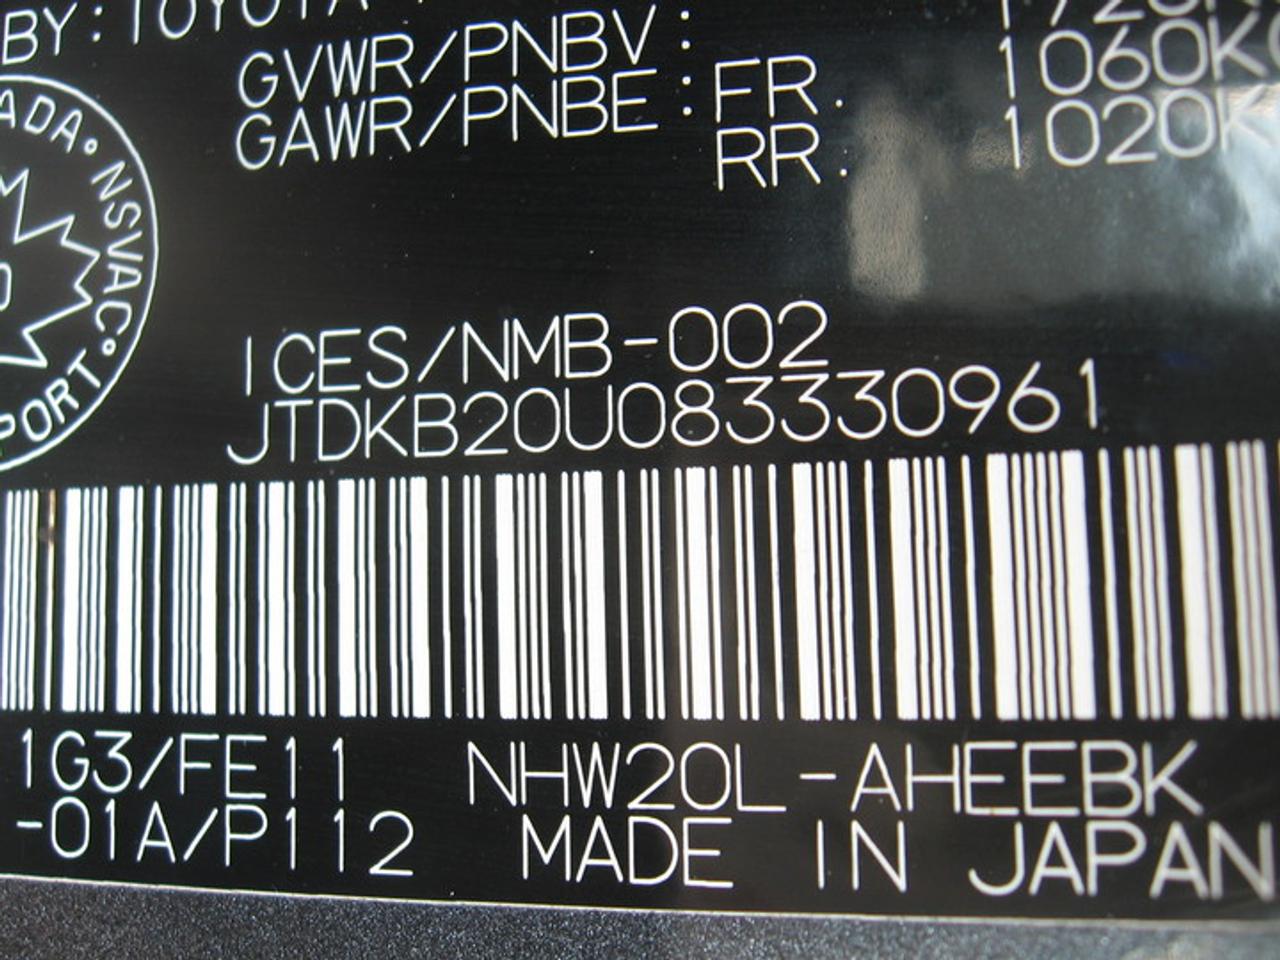 BY: TOYOTA
GVWR/PNBV:
GAWR/PNBE: FR. 1060KG
RR. 1020K
ADA • NSVAC •
PORT
ICES/NMB-002
JTDKB20U083330961
1G3/FE11 NHW20L-AHEEBK
-01A/P112 MADE IN JAPAN